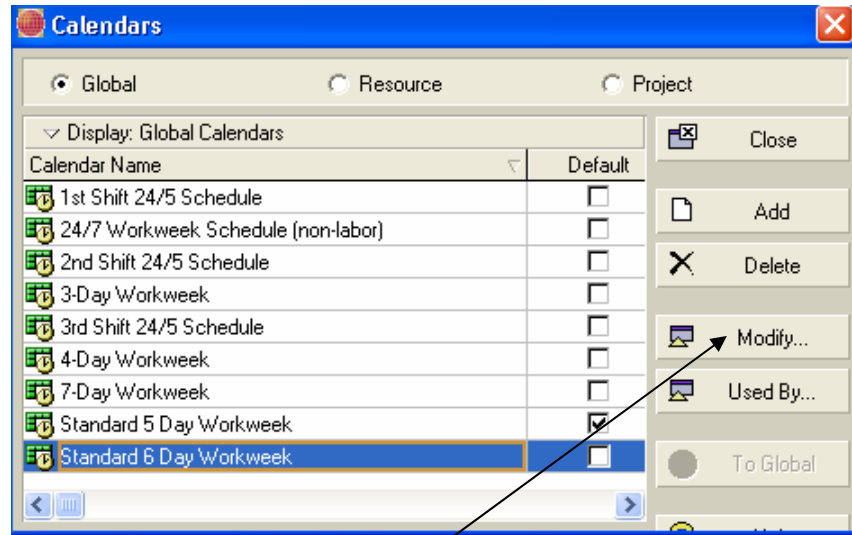 Calendars
Global Resource Project
Display: Global Calendars
Calendar Name Default
1st Shift 24/5 Schedule
24/7 Workweek Schedule (non-labor)
2nd Shift 24/5 Schedule
3-Day Workweek
3rd Shift 24/5 Schedule
4-Day Workweek
7-Day Workweek
Standard 5 Day Workweek
Standard 6 Day Workweek
Close
Add
Delete
Modify...
Used By...
To Global